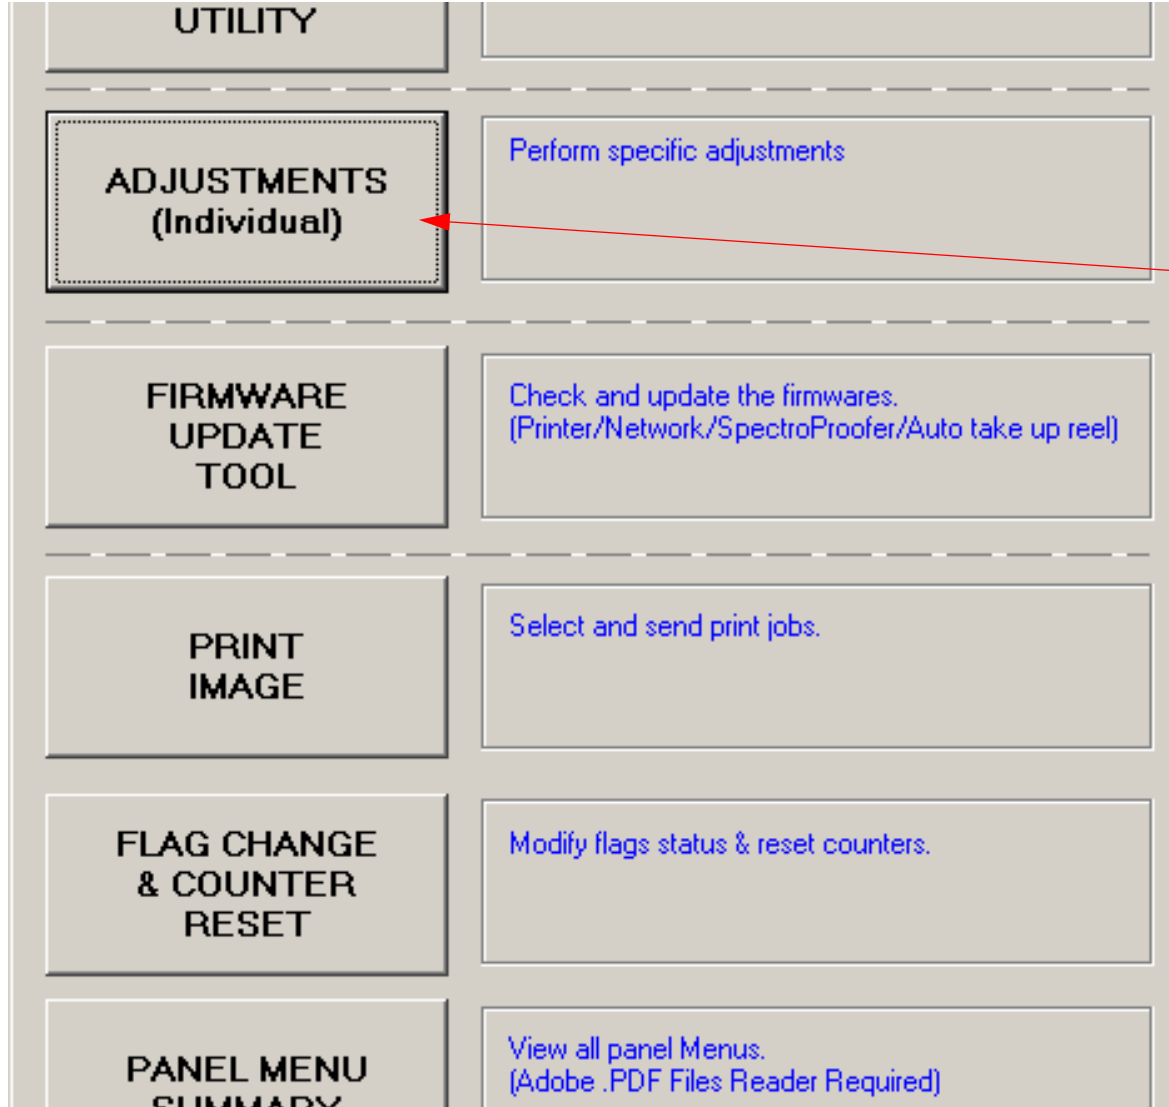 UTILITY
ADJUSTMENTS
(Individual)
Perform specific adjustments
FIRMWARE
UPDATE
TOOL
Check and update the firmwares.
(Printer/Network/SpectroProofer/Auto take up reel)
PRINT
IMAGE
Select and send print jobs.
FLAG CHANGE
& COUNTER
RESET
Modify flags status & reset counters.
PANEL MENU
SUMMARY
View all panel Menus.
(Adobe .PDF Files Reader Required)